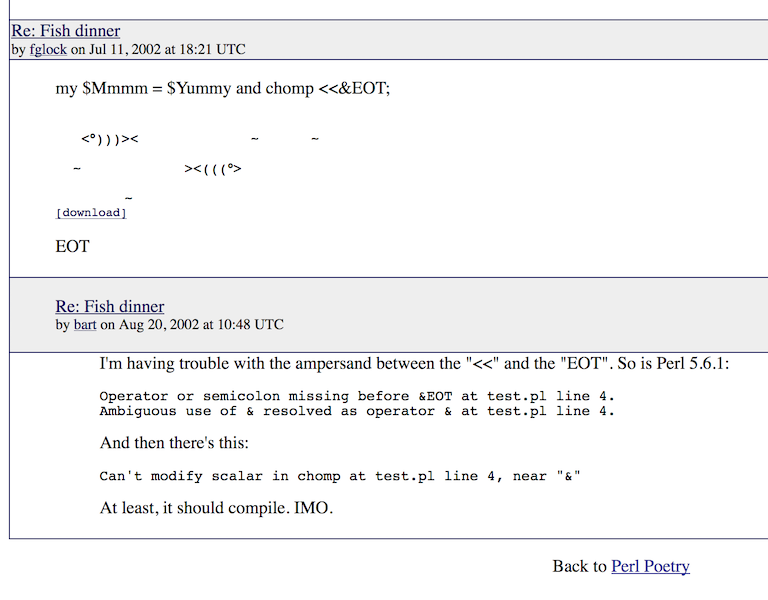 Re: Fish dinner
by fglock on Jul 11, 2002 at 18:21 UTC
my $Mmmm = $Yummy and chomp <<&EOT;
<°)))><              ~      ~
~            ><(((°>
~
[download]
EOT
Re: Fish dinner
by bart on Aug 20, 2002 at 10:48 UTC
I'm having trouble with the ampersand between the "<<" and the "EOT". So is Perl 5.6.1:
Operator or semicolon missing before &EOT at test.pl line 4.
Ambiguous use of & resolved as operator & at test.pl line 4.
And then there's this:
Can't modify scalar in chomp at test.pl line 4, near "&"
At least, it should compile. IMO.
Back to Perl Poetry